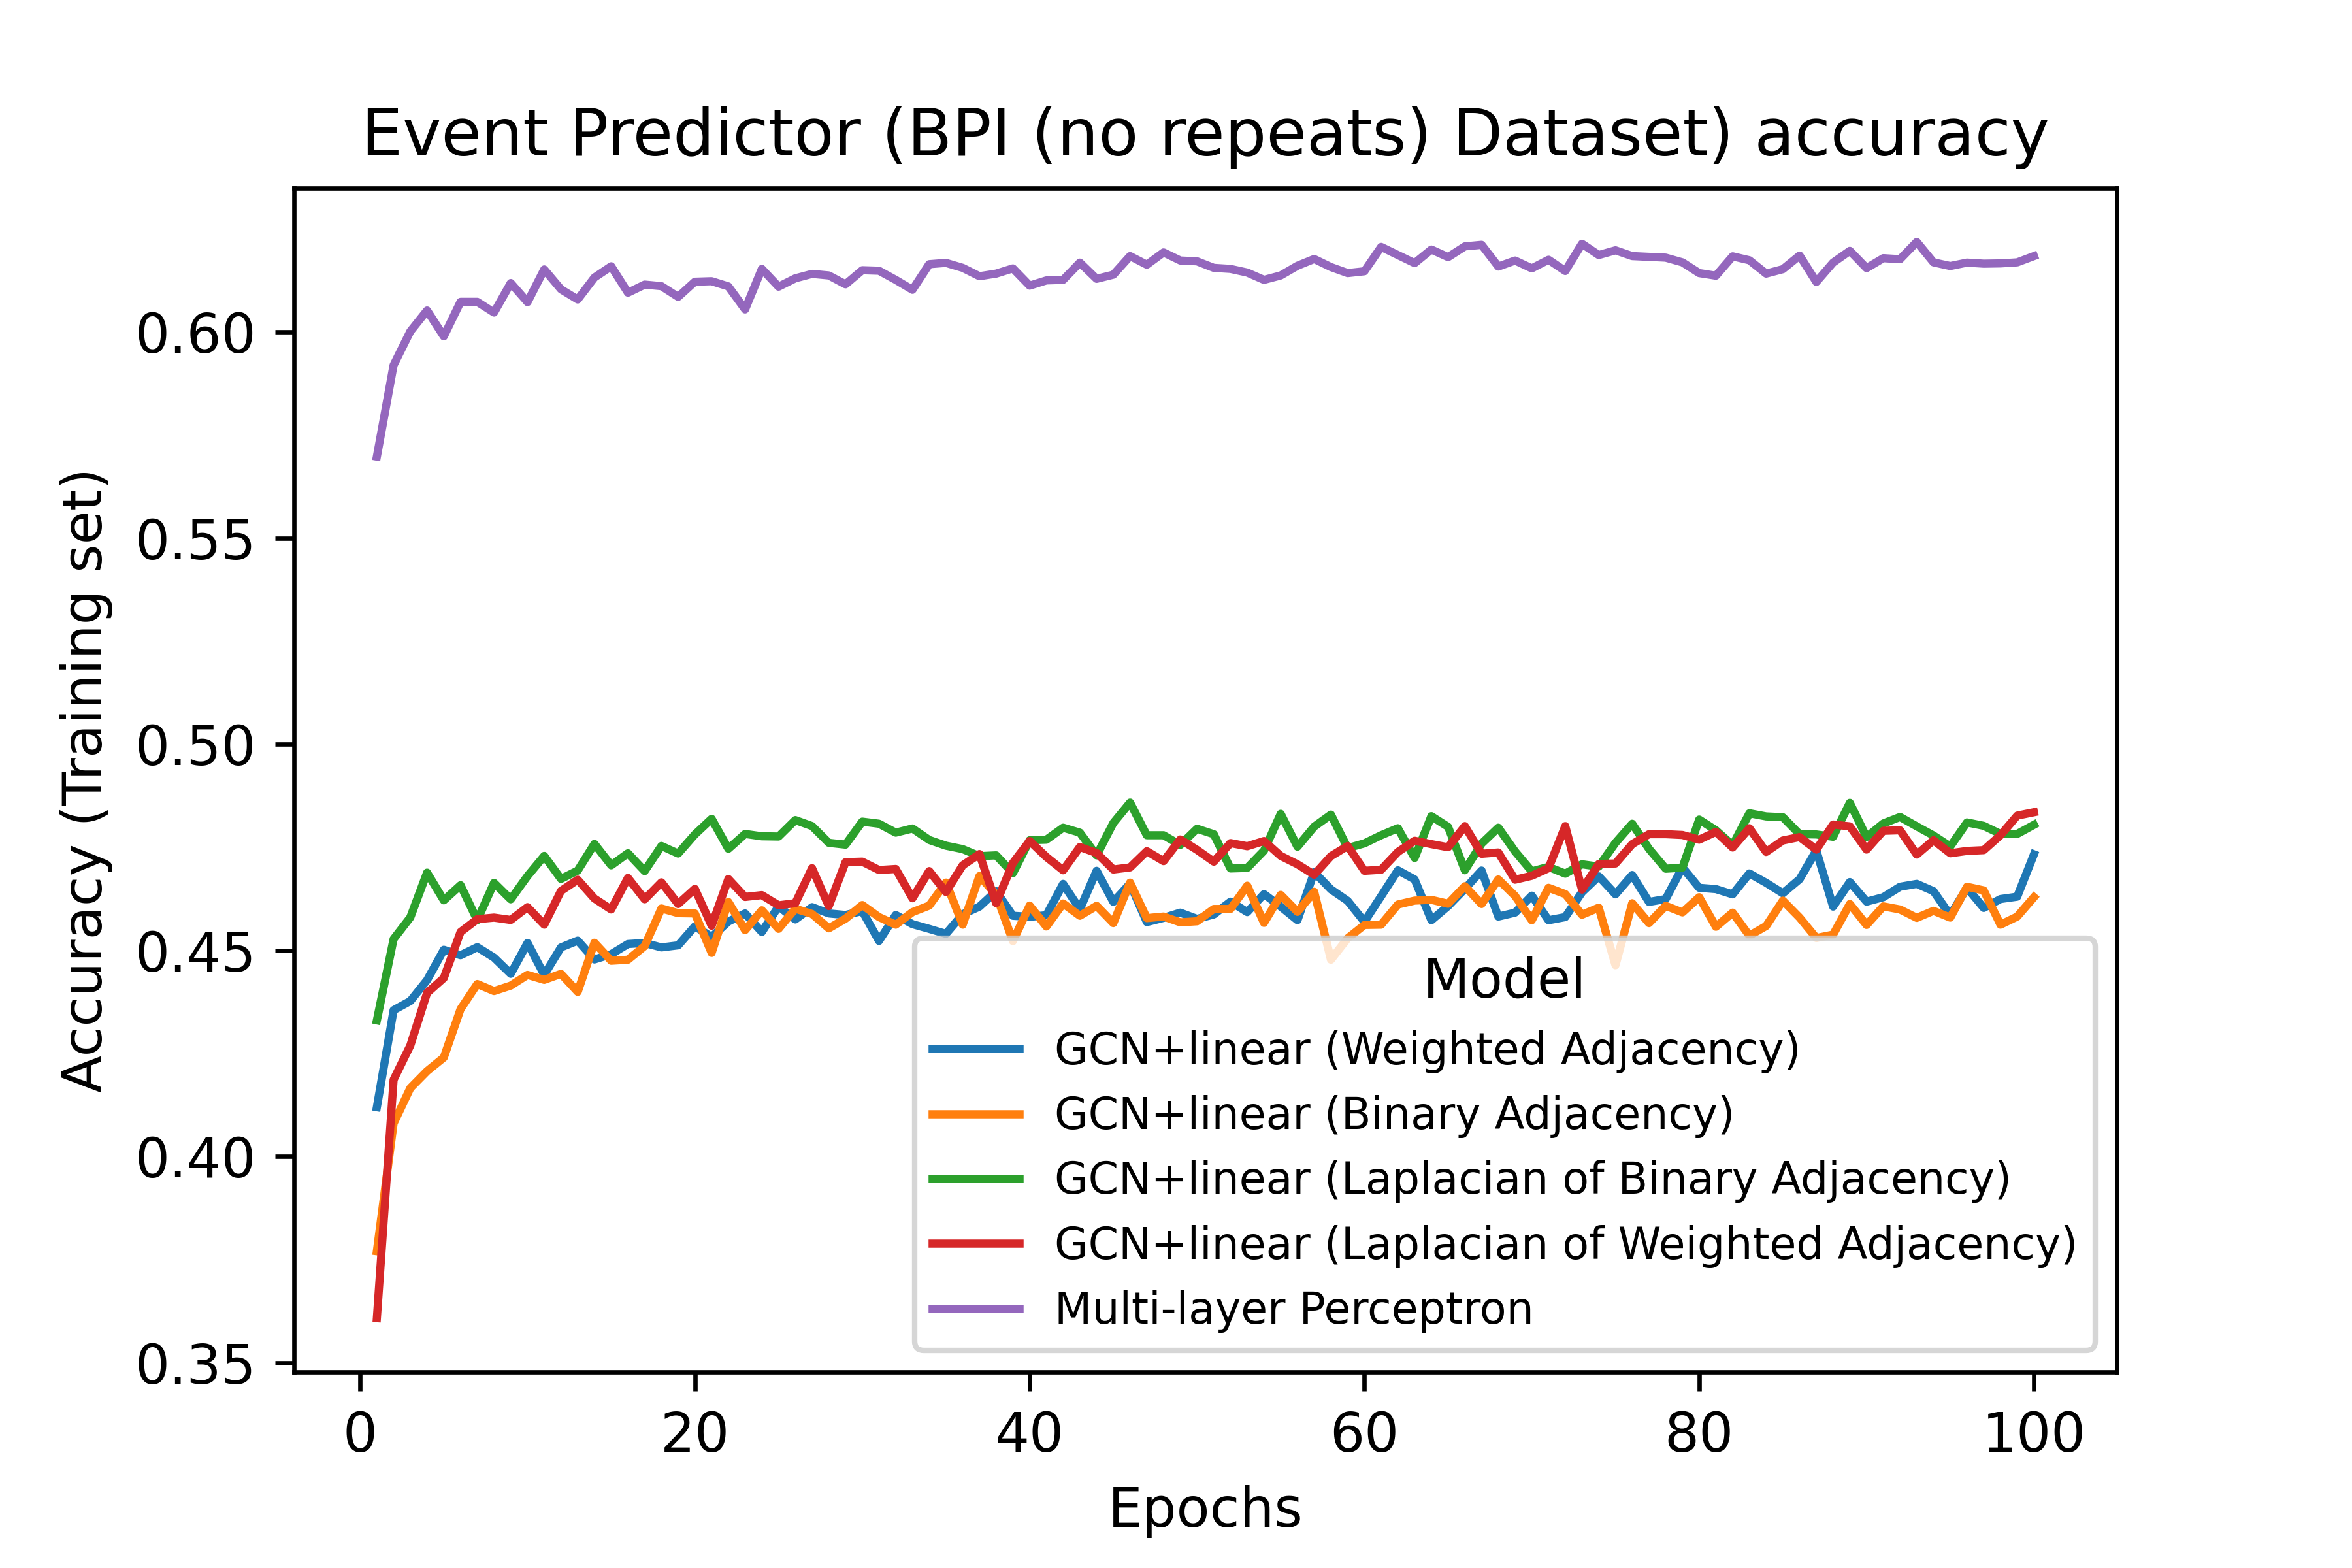 Event Predictor (BPI (no repeats) Dataset) accuracy
Accuracy (Training set)
0.60
0.55
0.50
0.45
0.40
0.35
0 20 40 60 80 100
Epochs
Model
GCN+linear (Weighted Adjacency)
GCN+linear (Binary Adjacency)
GCN+linear (Laplacian of Binary Adjacency)
GCN+linear (Laplacian of Weighted Adjacency)
Multi-layer Perceptron